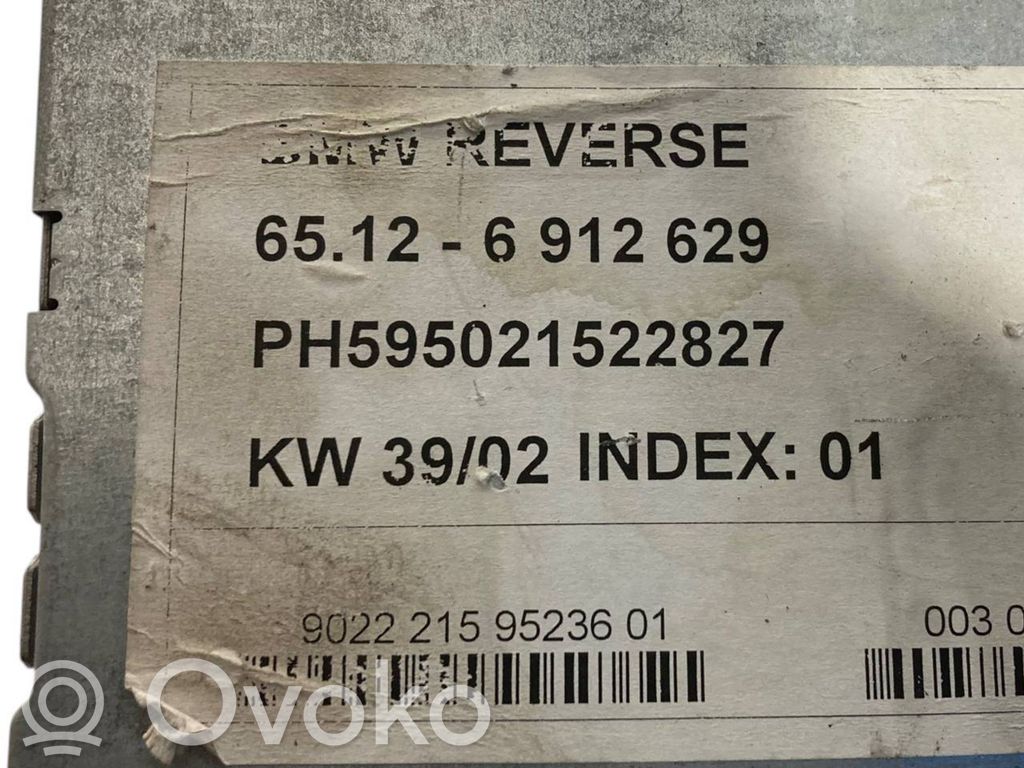 BMW REVERSE
65.12 - 6 912 629
PH595021522827
KW 39/02 INDEX: 01
9022 215 95236 01
003 0
Ovoko